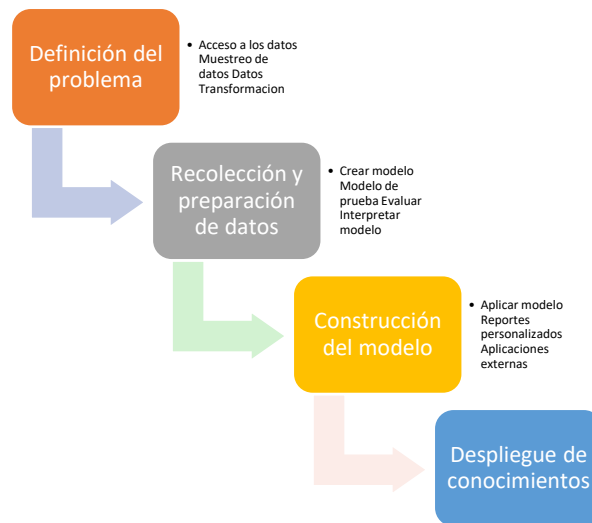 Definición del
problema
• Acceso a los datos
Muestreo de
datos Datos
Transformacion
Recolección y
preparación
de datos
• Crear modelo
Modelo de
prueba Evaluar
Interpretar
modelo
Construcción
del modelo
• Aplicar modelo
Reportes
personalizados
Aplicaciones
externas
Despliegue de
conocimientos